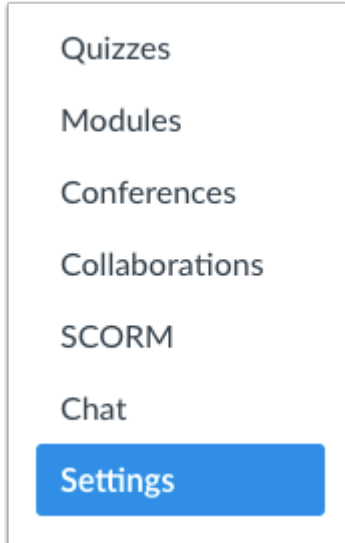 Quizzes
Modules
Conferences
Collaborations
SCORM
Chat
Settings